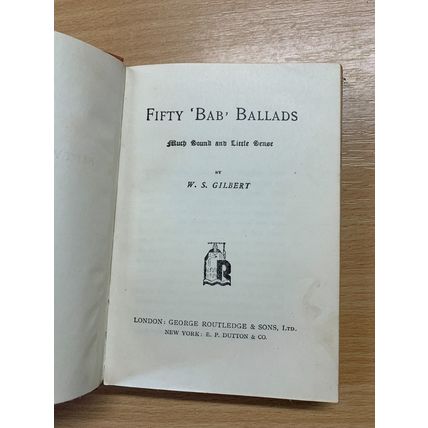 FIFTY 'BAB' BALLADS
Much Sound and Little Sense
BY
W. S. GILBERT
R
LONDON: GEORGE ROUTLEDGE & SONS, LTD.
NEW YORK: E. P. DUTTON & CO.